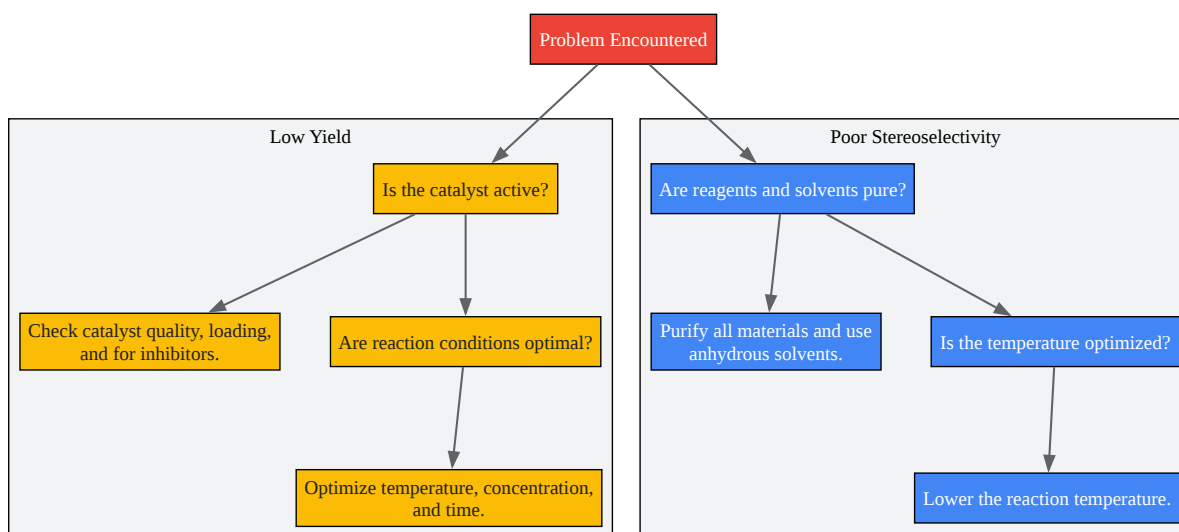 Problem Encountered
Low Yield
Is the catalyst active?
Check catalyst quality, loading,
and for inhibitors.
Are reaction conditions optimal?
Optimize temperature, concentration,
and time.
Poor Stereoselectivity
Are reagents and solvents pure?
Purify all materials and use
anhydrous solvents.
Is the temperature optimized?
Lower the reaction temperature.